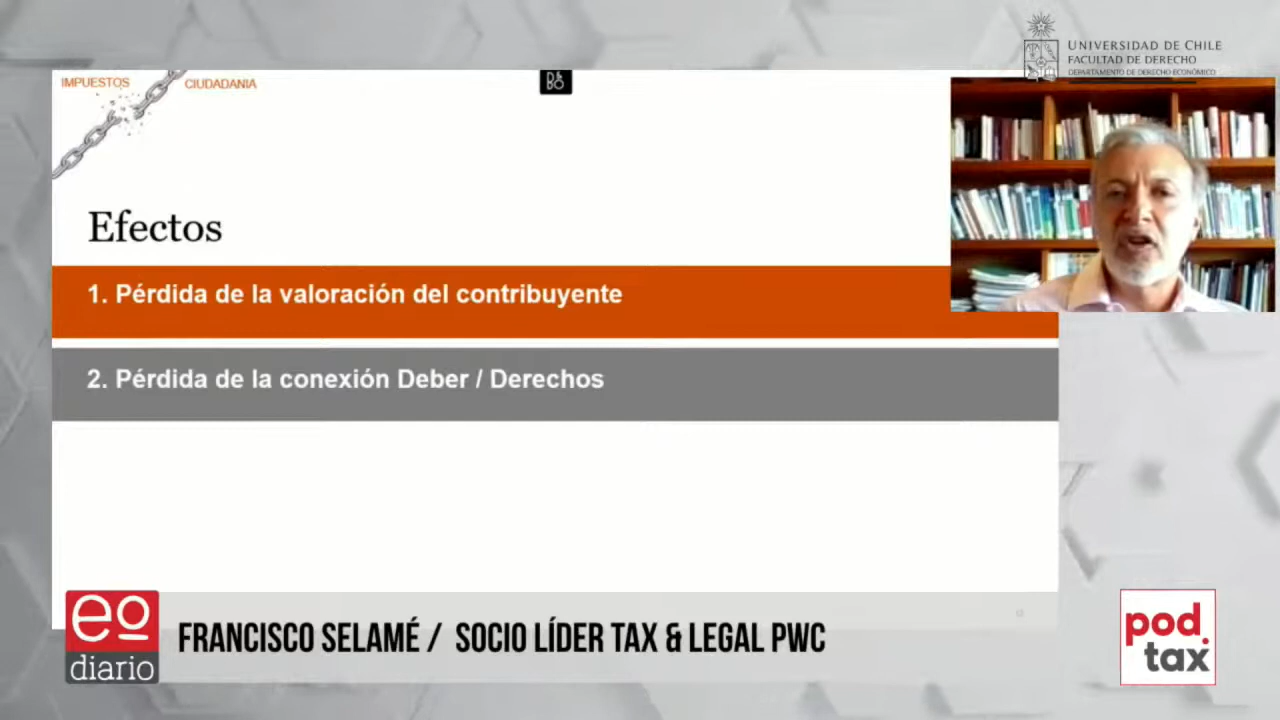 UNIVERSIDAD DE CHILE
FACULTAD DE DERECHO
DEPARTAMENTO DE DERECHO ECONÓMICO
IMPUESTOS
CIUDADANIA
Efectos
1. Pérdida de la valoración del contribuyente
2. Pérdida de la conexión Deber / Derechos
eo
diario
FRANCISCO SELAMÉ / SOCIO LÍDER TAX & LEGAL PWC
pod.
tax